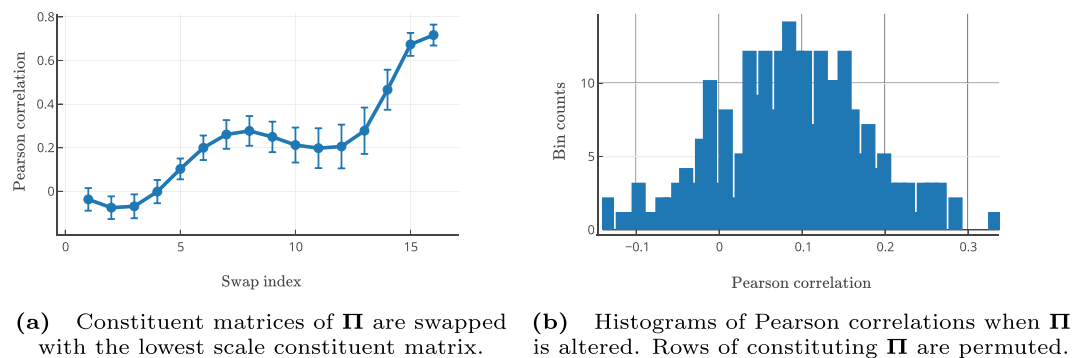 0.8
0.6
0.4
0.2
0
0
5
10
15
Pearson correlation
Swap index
10
5
0
−0.1
0
0.1
0.2
0.3
Bin counts
Pearson correlation
(a) Constituent matrices of Π are swapped
with the lowest scale constituent matrix.
(b) Histograms of Pearson correlations when Π
is altered. Rows of constituting Π are permuted.